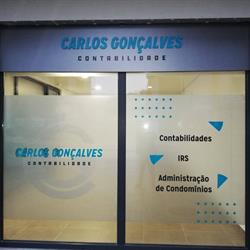 CARLOS GONÇALVES
CONTABILIDADE
CARLOS GONÇALVES
CONTABILIDADE
Contabilidades
IRS
Administração
de Condomínios